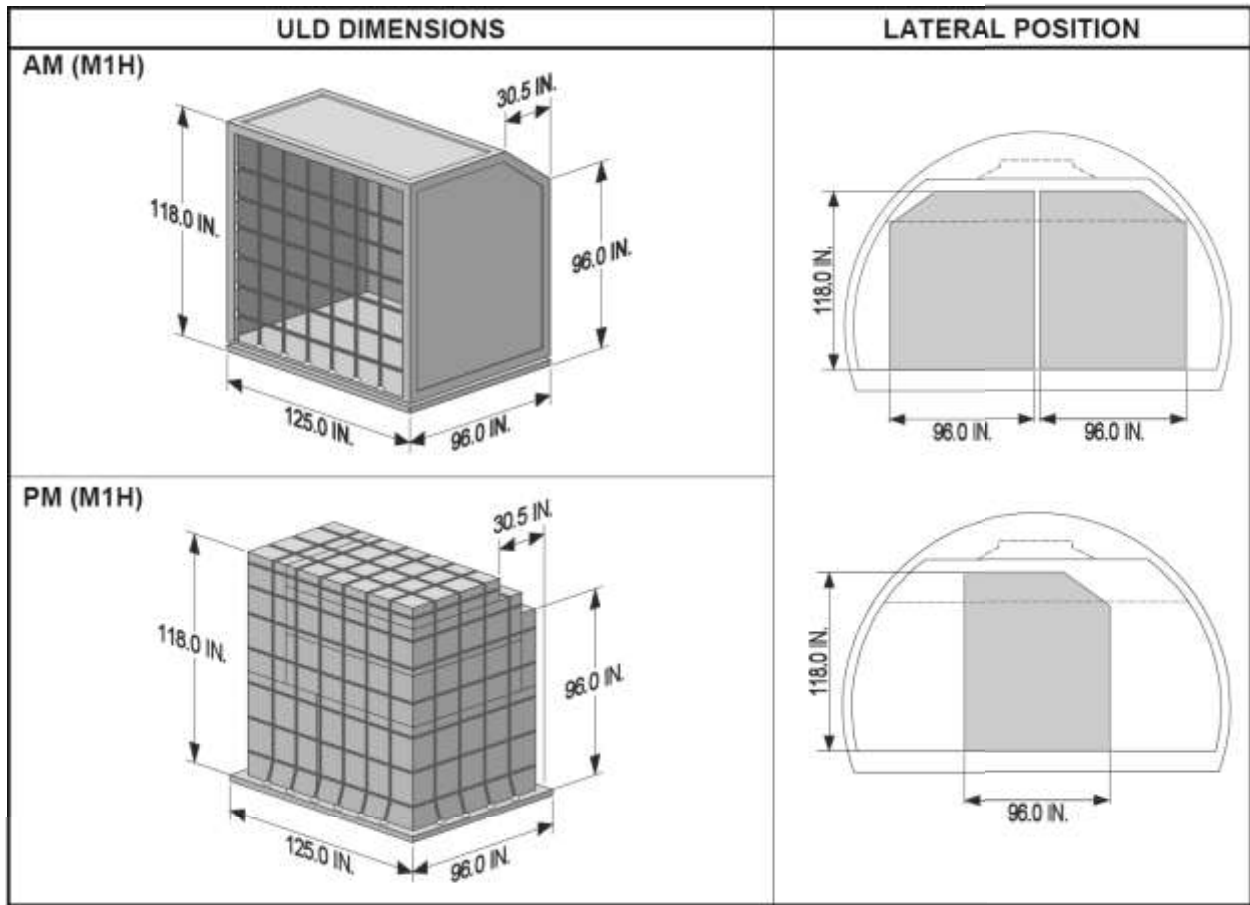 ULD DIMENSIONS
LATERAL POSITION
AM (M1H)
30.5 IN.
118.0 IN.
96.0 IN.
125.0 IN.
96.0 IN.
118.0 IN.
96.0 IN.
96.0 IN.
PM (M1H)
30.5 IN.
118.0 IN.
96.0 IN.
125.0 IN.
96.0 IN.
118.0 IN.
96.0 IN.